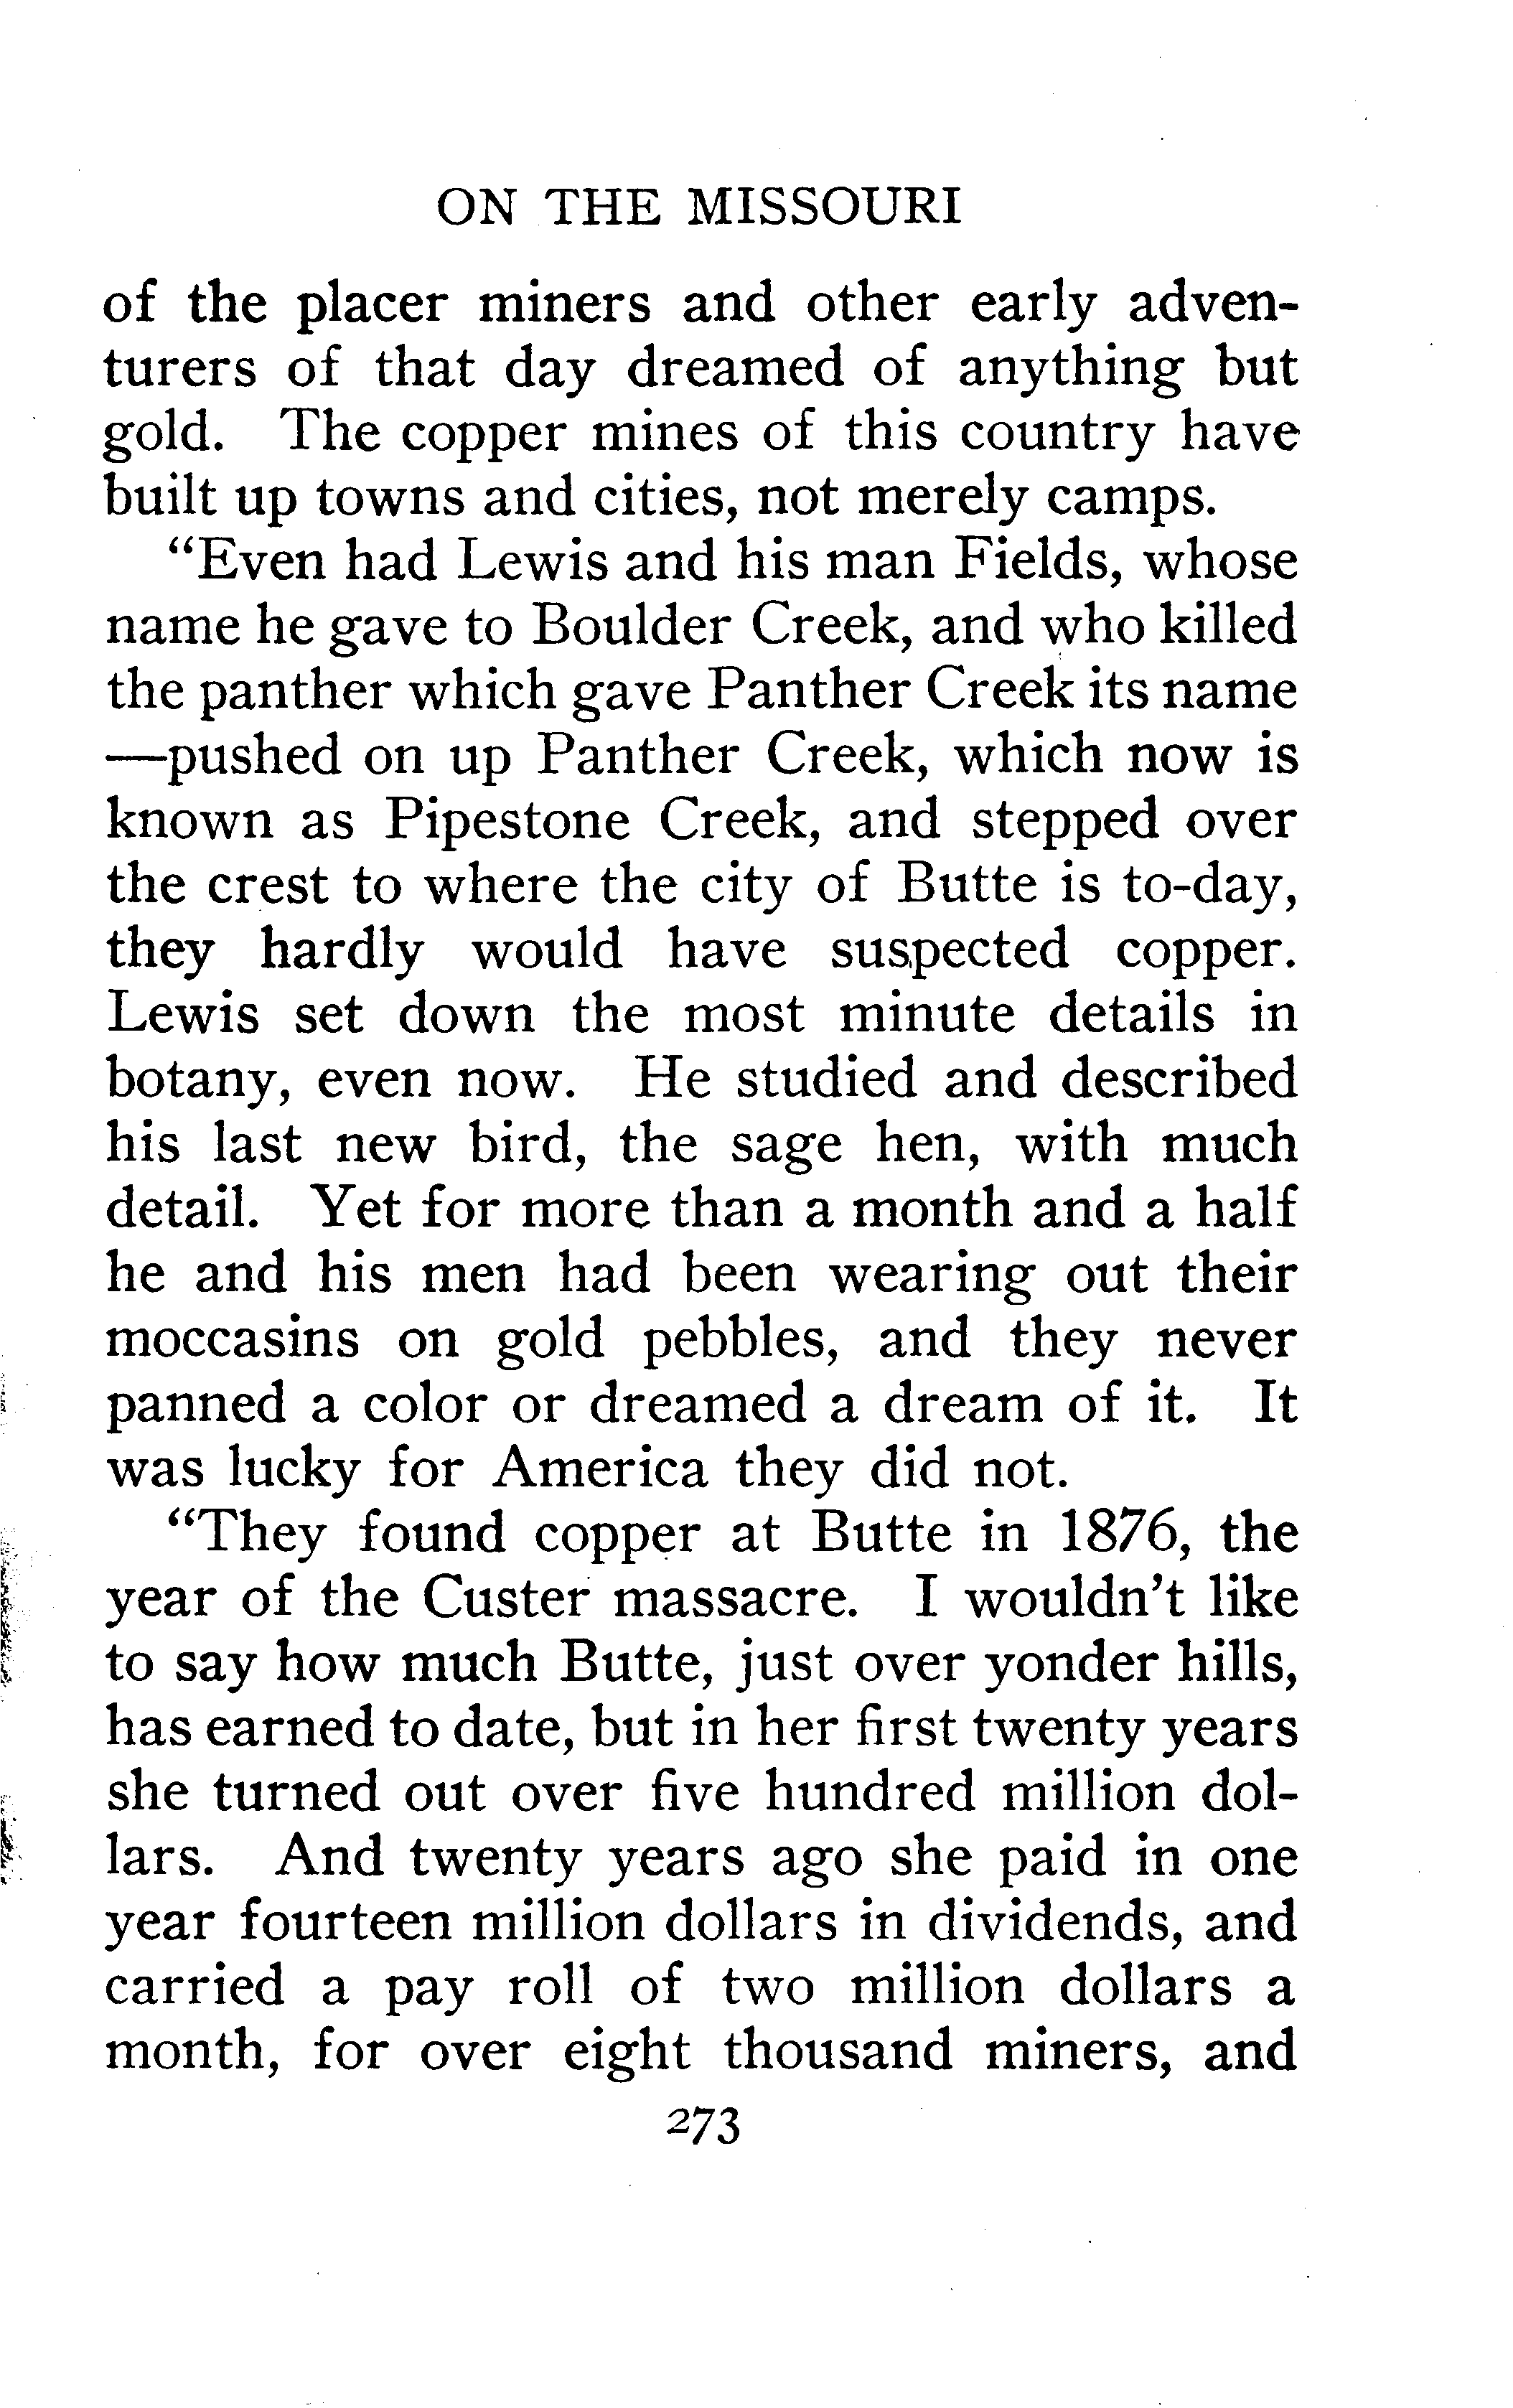 ON THE MISSOURI
of the placer miners and other early adven-
turers of that day dreamed of anything but
gold. The copper mines of this country have
built up towns and cities, not merely camps.
“Even had Lewis and his man Fields, whose
name he gave to Boulder Creek, and who killed
the panther which gave Panther Creek its name
—pushed on up Panther Creek, which now is
known as Pipestone Creek, and stepped over
the crest to where the city of Butte is to-day,
they hardly would have suspected copper.
Lewis set down the most minute details in
botany, even now. He studied and described
his last new bird, the sage hen, with much
detail. Yet for more than a month and a half
he and his men had been wearing out their
moccasins on gold pebbles, and they never
panned a color or dreamed a dream of it. It
was lucky for America they did not.
“They found copper at Butte in 1876, the
year of the Custer massacre. I wouldn’t like
to say how much Butte, just over yonder hills,
has earned to date, but in her first twenty years
she turned out over five hundred million dol-
lars. And twenty years ago she paid in one
year fourteen million dollars in dividends, and
carried a pay roll of two million dollars a
month, for over eight thousand miners, and
273